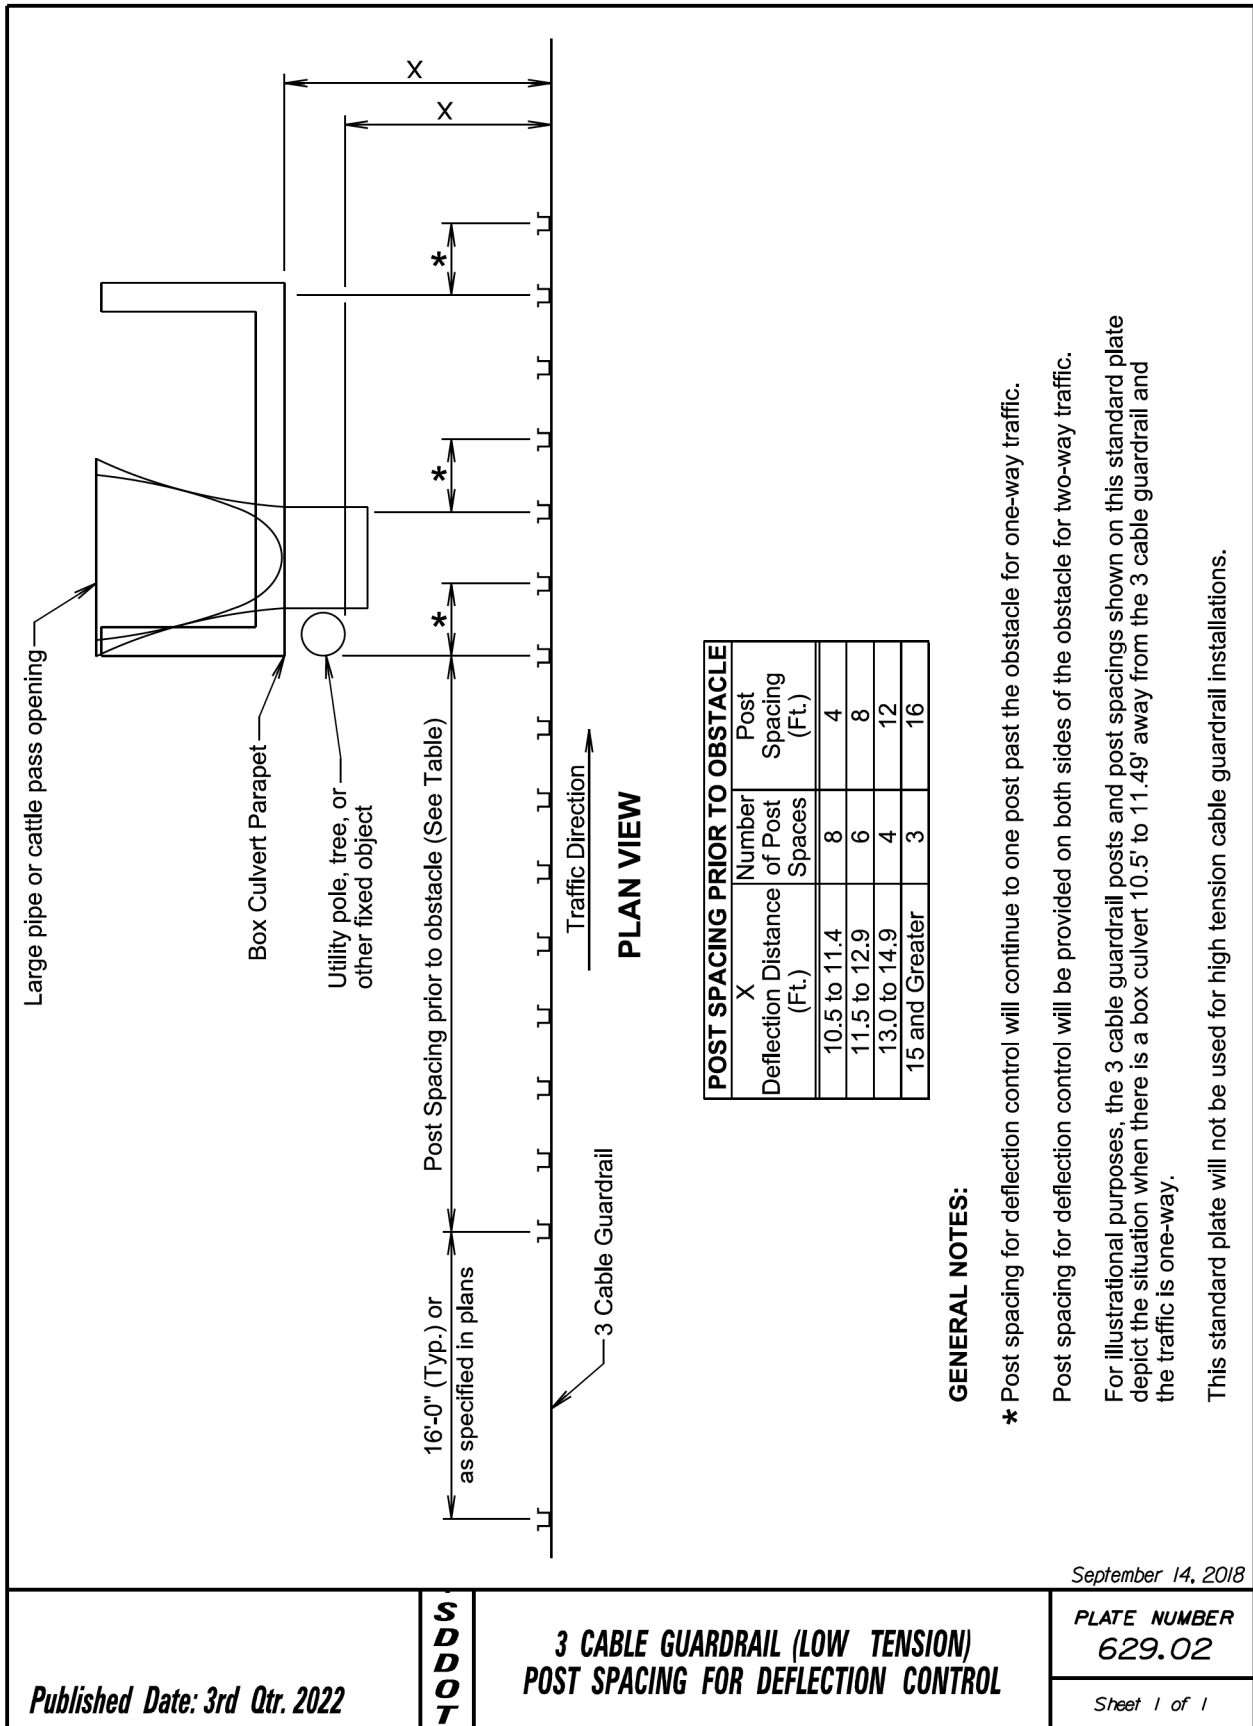 Large pipe or cattle pass opening
Box Culvert Parapet
Utility pole, tree, or
other fixed object
X
X
*
*
*
16'-0" (Typ.) or
as specified in plans
Post Spacing prior to obstacle (See Table)
3 Cable Guardrail
Traffic Direction
PLAN VIEW
POST SPACING PRIOR TO OBSTACLE
X
Deflection Distance
(Ft.)
Number
of Post
Spaces
Post
Spacing
(Ft.)
10.5 to 11.4 8 4
11.5 to 12.9 6 8
13.0 to 14.9 4 12
15 and Greater 3 16
GENERAL NOTES:
* Post spacing for deflection control will continue to one post past the obstacle for one-way traffic.
Post spacing for deflection control will be provided on both sides of the obstacle for two-way traffic.
For illustrational purposes, the 3 cable guardrail posts and post spacings shown on this standard plate
depict the situation when there is a box culvert 10.5' to 11.49' away from the 3 cable guardrail and
the traffic is one-way.
This standard plate will not be used for high tension cable guardrail installations.
September 14, 2018
Published Date: 3rd Qtr. 2022
S
D
D
O
T
3 CABLE GUARDRAIL (LOW TENSION)
POST SPACING FOR DEFLECTION CONTROL
PLATE NUMBER
629.02
Sheet 1 of 1